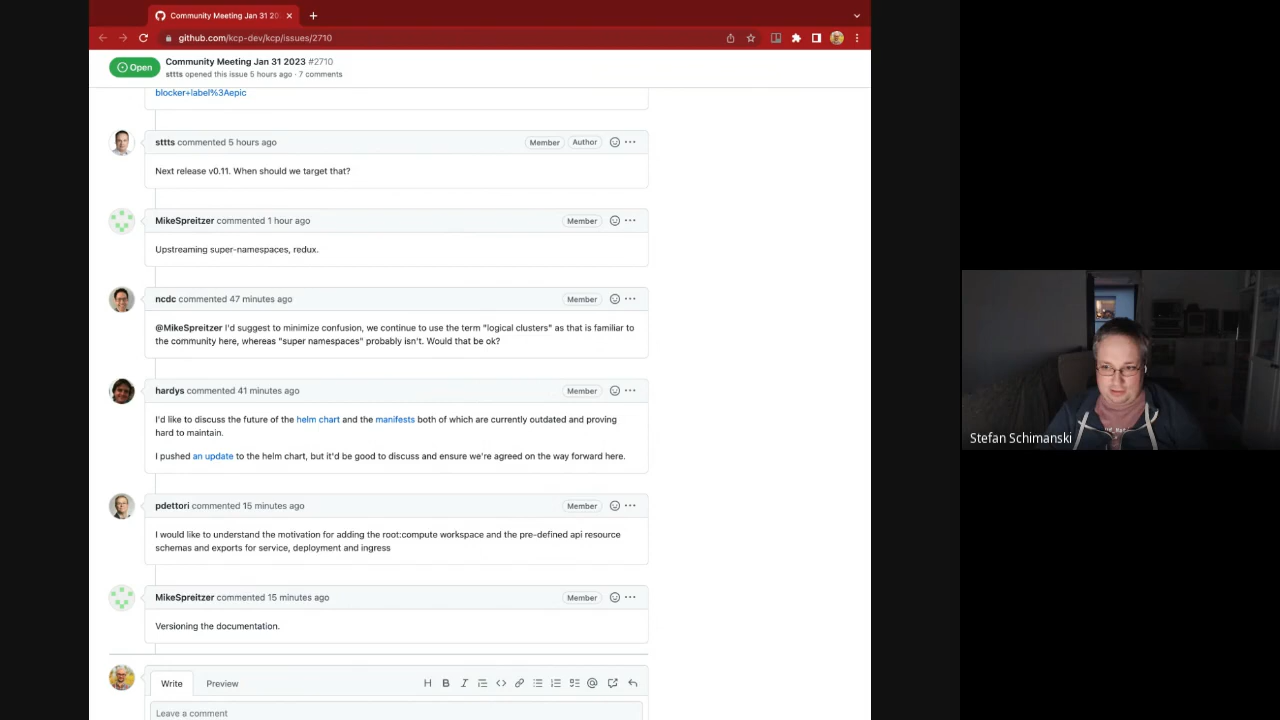 Community Meeting Jan 31 20
github.com/kcp-dev/kcp/issues/2710
Open
Community Meeting Jan 31 2023 #2710
sttts opened this issue 5 hours ago · 7 comments
blocker+label%3Aepic
sttts commented 5 hours ago
Member
Author
Next release v0.11. When should we target that?
MikeSpreitzer commented 1 hour ago
Member
Upstreaming super-namespaces, redux.
ncdc commented 47 minutes ago
Member
@MikeSpreitzer I'd suggest to minimize confusion, we continue to use the term "logical clusters" as that is familiar to
the community here, whereas "super namespaces" probably isn't. Would that be ok?
hardys commented 41 minutes ago
Member
I'd like to discuss the future of the helm chart and the manifests both of which are currently outdated and proving
hard to maintain.
I pushed an update to the helm chart, but it'd be good to discuss and ensure we're agreed on the way forward here.
pdettori commented 15 minutes ago
Member
I would like to understand the motivation for adding the root:compute workspace and the pre-defined api resource
schemas and exports for service, deployment and ingress
MikeSpreitzer commented 15 minutes ago
Member
Versioning the documentation.
Write
Preview
Leave a comment
Stefan Schimanski